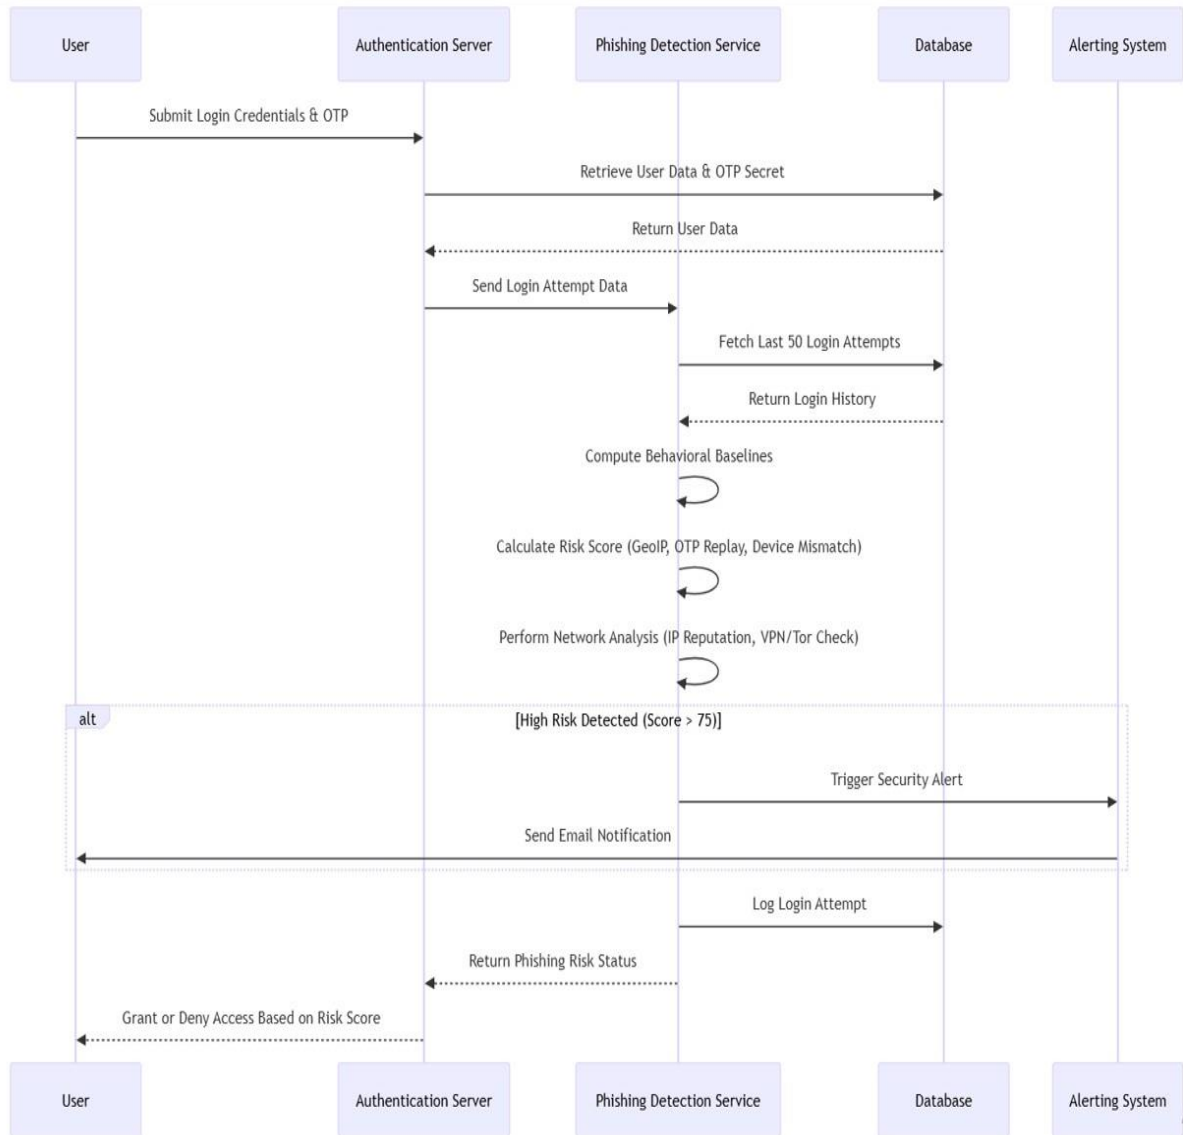 User
Authentication Server
Phishing Detection Service
Database
Alerting System
Submit Login Credentials & OTP
Retrieve User Data & OTP Secret
Return User Data
Send Login Attempt Data
Fetch Last 50 Login Attempts
Return Login History
Compute Behavioral Baselines
Calculate Risk Score (GeoIP, OTP Replay, Device Mismatch)
Perform Network Analysis (IP Reputation, VPN/Tor Check)
alt
[High Risk Detected (Score > 75)]
Trigger Security Alert
Send Email Notification
Log Login Attempt
Return Phishing Risk Status
Grant or Deny Access Based on Risk Score
User
Authentication Server
Phishing Detection Service
Database
Alerting System